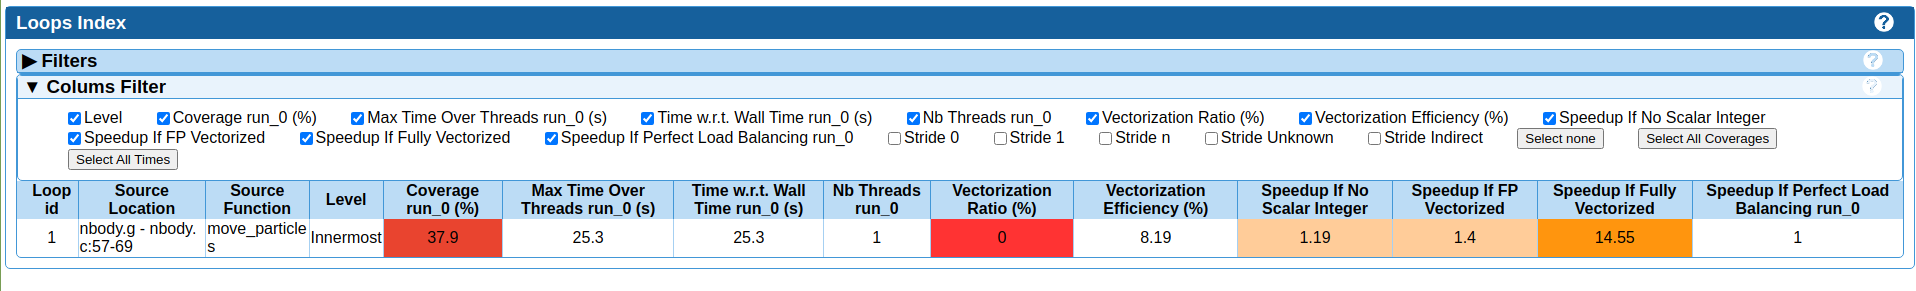 Loops Index
?
▶ Filters
?
▼ Colums Filter
?
Level Coverage run_0 (%) Max Time Over Threads run_0 (s) Time w.r.t. Wall Time run_0 (s) Nb Threads run_0 Vectorization Ratio (%) Vectorization Efficiency (%) Speedup If No Scalar Integer
Speedup If FP Vectorized Speedup If Fully Vectorized Speedup If Perfect Load Balancing run_0 Stride 0 Stride 1 Stride n Stride Unknown Stride Indirect Select none Select All Coverages
Select All Times
Loop id
Source Location
Source Function
Level
Coverage run_0 (%)
Max Time Over Threads run_0 (s)
Time w.r.t. Wall Time run_0 (s)
Nb Threads run_0
Vectorization Ratio (%)
Vectorization Efficiency (%)
Speedup If No Scalar Integer
Speedup If FP Vectorized
Speedup If Fully Vectorized
Speedup If Perfect Load Balancing run_0
1
nbody.g - nbody.
c:57-69
move_particle
s
Innermost
37.9
25.3
25.3
1
0
8.19
1.19
1.4
14.55
1